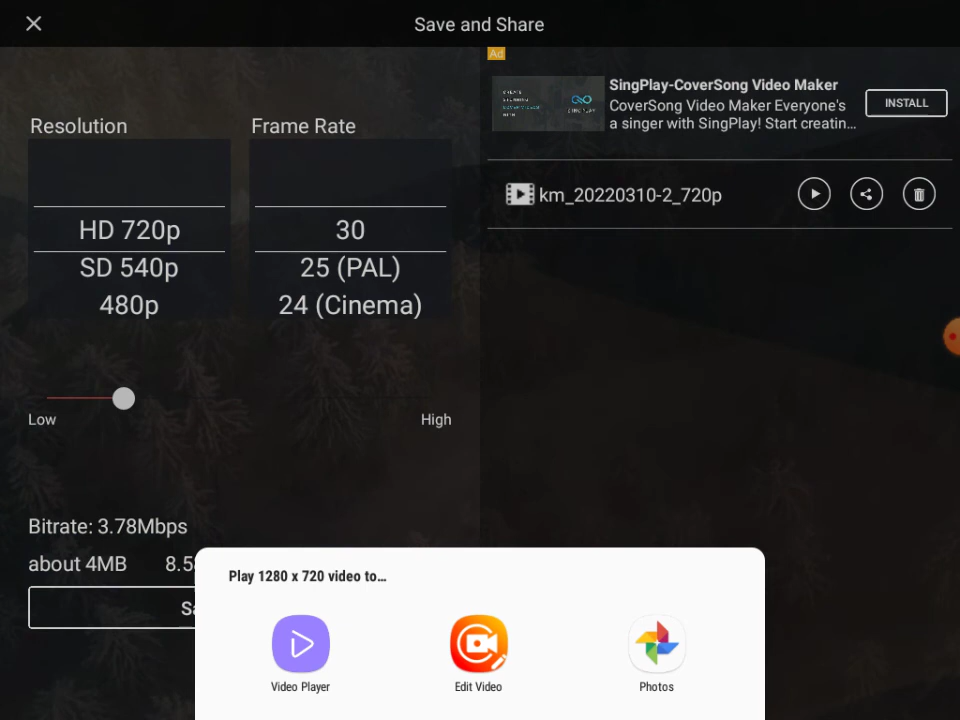 Save and Share
Resolution
Frame Rate
HD 720p
SD 540p
480p
30
25 (PAL)
24 (Cinema)
Low
High
Bitrate: 3.78Mbps
about 4MB
Ad
SING PLAY
SingPlay-CoverSong Video Maker
CoverSong Video Maker Everyone's
a singer with SingPlay! Start creatin...
INSTALL
km_20220310-2_720p
Play 1280 x 720 video to...
Video Player
Edit Video
Photos